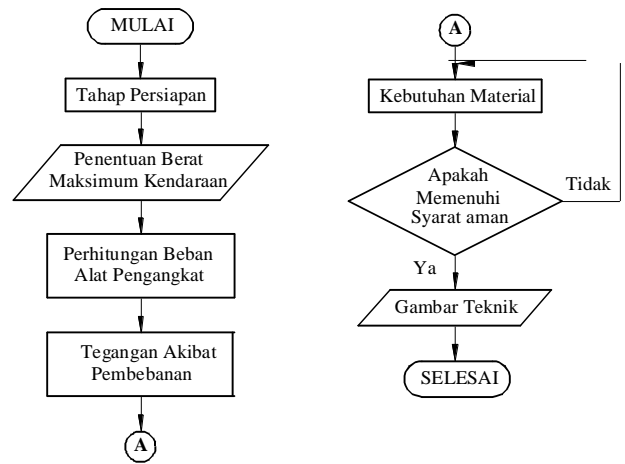 MULAI
Tahap Persiapan
Penentuan Berat
Maksimum Kendaraan
Perhitungan Beban
Alat Pengangkat
Tegangan Akibat
Pembebanan
A
A
Kebutuhan Material
Apakah
Memenuhi
Syarat aman
Tidak
Ya
Gambar Teknik
SELESAI